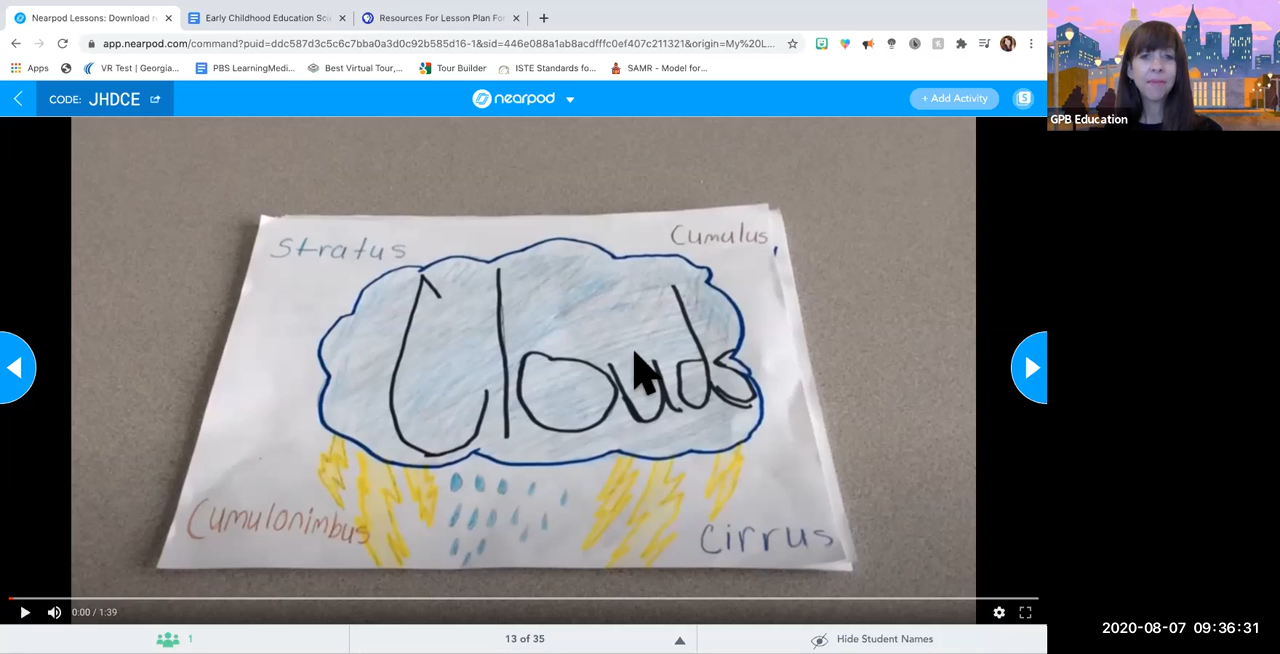 Nearpod Lessons: Download r
Early Childhood Education Sci
Resources For Lesson Plan For
app.nearpod.com/command?puid=ddc587d3c5c6c7bba0a3d0c92b585d16-1&sid=446e088a1ab8acdfffc0ef407c211321&origin=My%20L...
Apps
VR Test | Georgia...
PBS LearningMedi...
Best Virtual Tour,...
Tour Builder
ISTE Standards fo...
SAMR - Model for...
CODE: JHDCE
nearpod
+ Add Activity
S
GPB Education
Stratus
Cumulus
Clouds
Cumulonimbus
Cirrus
0:00 / 1:39
1
13 of 35
Hide Student Names
2020-08-07 09:36:31